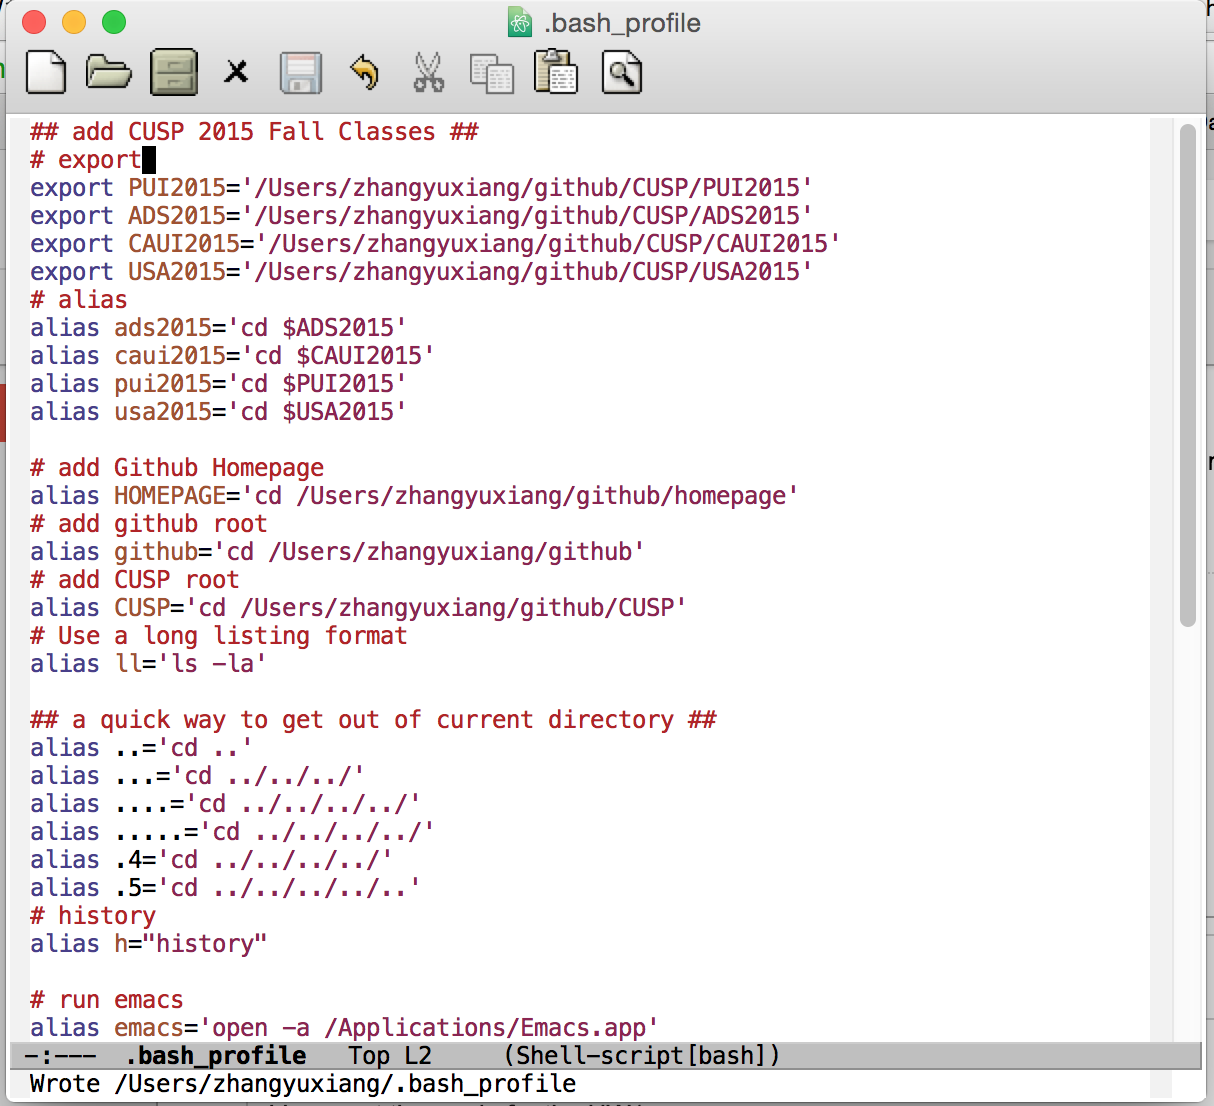 .bash_profile
## add CUSP 2015 Fall Classes ##
# export
export PUI2015='/Users/zhangyuxiang/github/CUSP/PUI2015'
export ADS2015='/Users/zhangyuxiang/github/CUSP/ADS2015'
export CAUI2015='/Users/zhangyuxiang/github/CUSP/CAUI2015'
export USA2015='/Users/zhangyuxiang/github/CUSP/USA2015'
# alias
alias ads2015='cd $ADS2015'
alias caui2015='cd $CAUI2015'
alias pui2015='cd $PUI2015'
alias usa2015='cd $USA2015'

# add Github Homepage
alias HOMEPAGE='cd /Users/zhangyuxiang/github/homepage'
# add github root
alias github='cd /Users/zhangyuxiang/github'
# add CUSP root
alias CUSP='cd /Users/zhangyuxiang/github/CUSP'
# Use a long listing format
alias ll='ls -la'

## a quick way to get out of current directory ##
alias ..='cd ..'
alias ...='cd ../../../'
alias ....='cd ../../../../'
alias .....='cd ../../../../'
alias .4='cd ../../../../'
alias .5='cd ../../../../..'
# history
alias h="history"

# run emacs
alias emacs='open -a /Applications/Emacs.app'
-:--- .bash_profile Top L2 (Shell-script[bash])
Wrote /Users/zhangyuxiang/.bash_profile